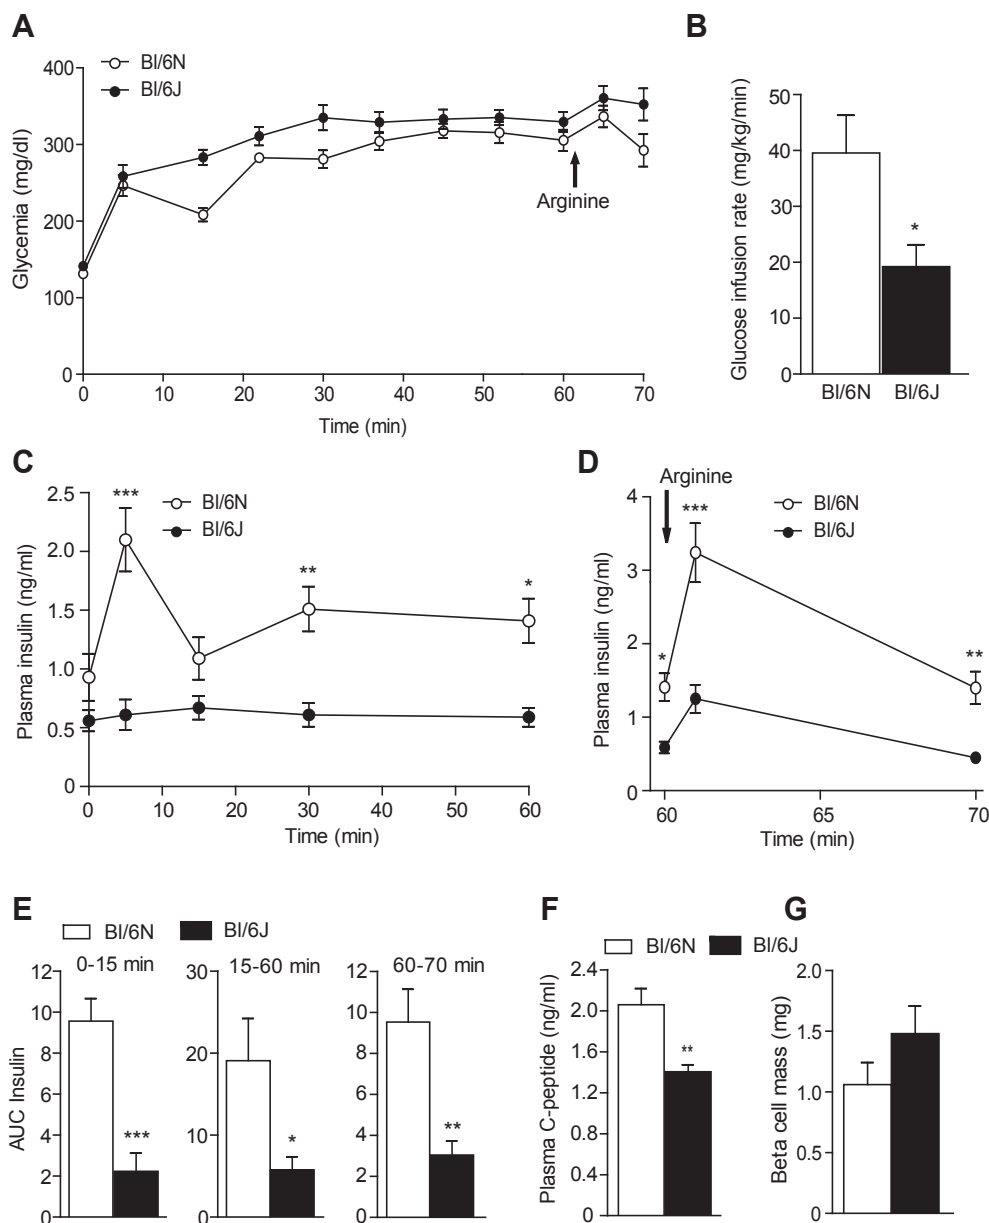 A
Bl/6N
Bl/6J
400
300
200
100
0
Glycemia (mg/dl)
Arginine
0 10 20 30 40 50 60 70
Time (min)
B
50
40
30
20
10
0
Glucose infusion rate (mg/kg/min)
*
Bl/6N Bl/6J
C
2.5
2.0
1.5
1.0
0.5
0
Plasma insulin (ng/ml)
Bl/6N
Bl/6J
***
**
*
0 10 20 30 40 50 60
Time (min)
D
Arginine
4
3
2
1
0
Plasma insulin (ng/ml)
Bl/6N
Bl/6J
*
***
**
60 65 70
Time (min)
E
Bl/6N Bl/6J
AUC Insulin
0-15 min
12
10
8
6
4
2
0
***
15-60 min
30
20
10
0
*
60-70 min
12
10
8
6
4
2
0
**
F
Bl/6N Bl/6J
2.4
2.0
1.6
1.2
0.8
0.4
0
Plasma C-peptide (ng/ml)
**
G
2.0
1.5
1.0
0.5
0
Beta cell mass (mg)